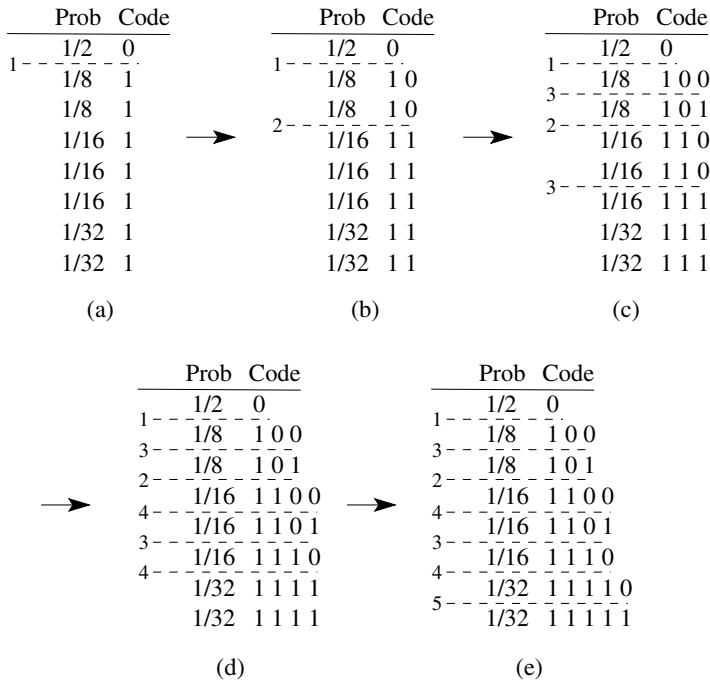 Prob Code
1/2 0
1
1/8 1
1/8 1
1/16 1
1/16 1
1/16 1
1/32 1
1/32 1
(a)
Prob Code
1/2 0
1
1/8 1 0
1/8 1 0
2
1/16 1 1
1/16 1 1
1/16 1 1
1/32 1 1
1/32 1 1
(b)
Prob Code
1/2 0
1
1/8 1 0 0
3
1/8 1 0 1
2
1/16 1 1 0
1/16 1 1 0
3
1/16 1 1 1
1/32 1 1 1
1/32 1 1 1
(c)
Prob Code
1/2 0
1
1/8 1 0 0
3
1/8 1 0 1
2
1/16 1 1 0 0
4
1/16 1 1 0 1
3
1/16 1 1 1 0
4
1/32 1 1 1 1
1/32 1 1 1 1
(d)
Prob Code
1/2 0
1
1/8 1 0 0
3
1/8 1 0 1
2
1/16 1 1 0 0
4
1/16 1 1 0 1
3
1/16 1 1 1 0
4
1/32 1 1 1 1 0
5
1/32 1 1 1 1 1
(e)